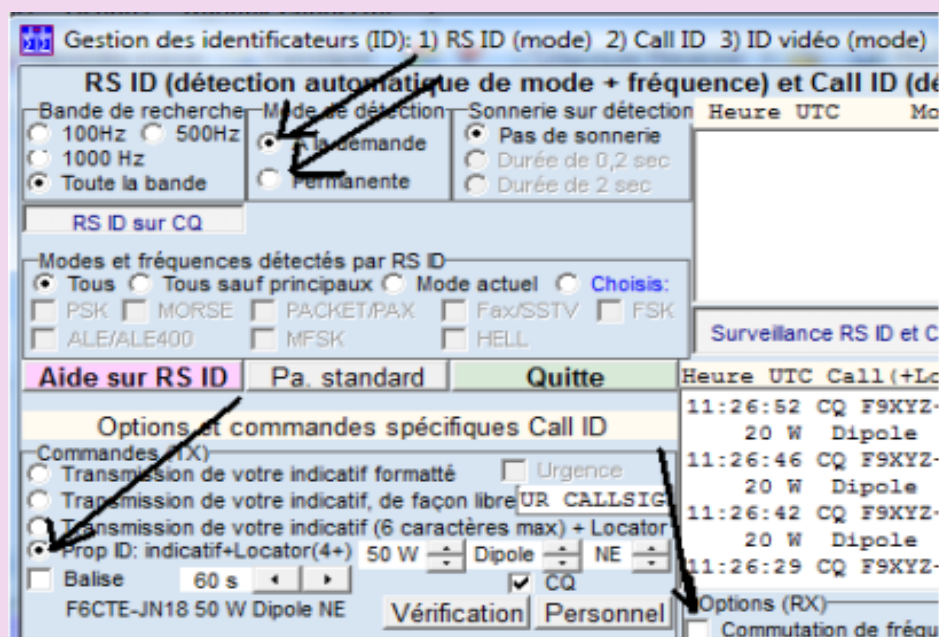 Gestion des identificateurs (ID): 1) RS ID (mode) 2) Call ID 3) ID vidéo (mode)
RS ID (détection automatique de mode + fréquence) et Call ID (dé
Bande de recherche
100Hz 500Hz
1000 Hz
Toute la bande
Mode de détection
A la demande
Permanente
Sonnerie sur détection
Pas de sonnerie
Durée de 0,2 sec
Durée de 2 sec
Heure UTC Mo
RS ID sur CQ
Modes et fréquences détectés par RS ID
Tous Tous sauf principaux Mode actuel Choisis:
PSK MORSE PACKET/PAX Fax/SSTV FSK
ALE/ALE400 MFSK HELL
Surveillance RS ID et C
Aide sur RS ID Pa. standard Quitte
Heure UTC Call(+Lo
11:26:52 CQ F9XYZ-
20 W Dipole
11:26:46 CQ F9XYZ-
20 W Dipole
11:26:42 CQ F9XYZ-
20 W Dipole
11:26:29 CQ F9XYZ-
Options et commandes spécifiques Call ID
Commandes (TX)
Transmission de votre indicatif formatté Urgence
Transmission de votre indicatif, de façon libre UR CALLSIG
Transmission de votre indicatif (6 caractères max) + Locator
Prop ID: indicatif+Locator(4+) 50 W Dipole NE
Balise 60 s CQ
F6CTE-JN18 50 W Dipole NE Vérification Personnel
Options (RX)
Commutation de fréqu